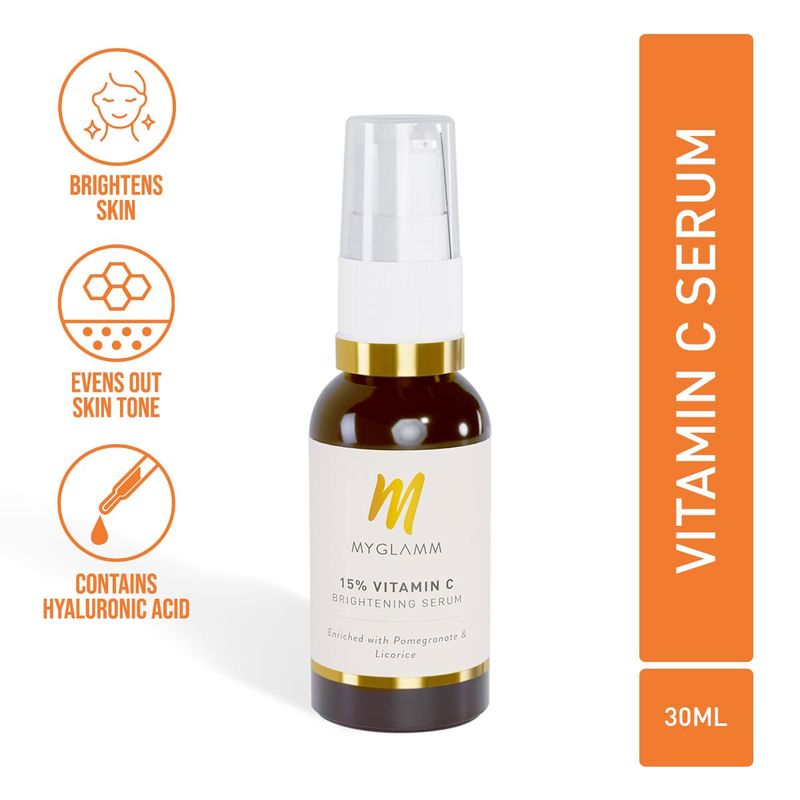 BRIGHTENS
SKIN
EVENS OUT
SKIN TONE
CONTAINS
HYALURONIC ACID
M
MYGLAMM
15% VITAMIN C
BRIGHTENING SERUM
Enriched with Pomegranate &
Licorice
VITAMIN C SERUM
30ML